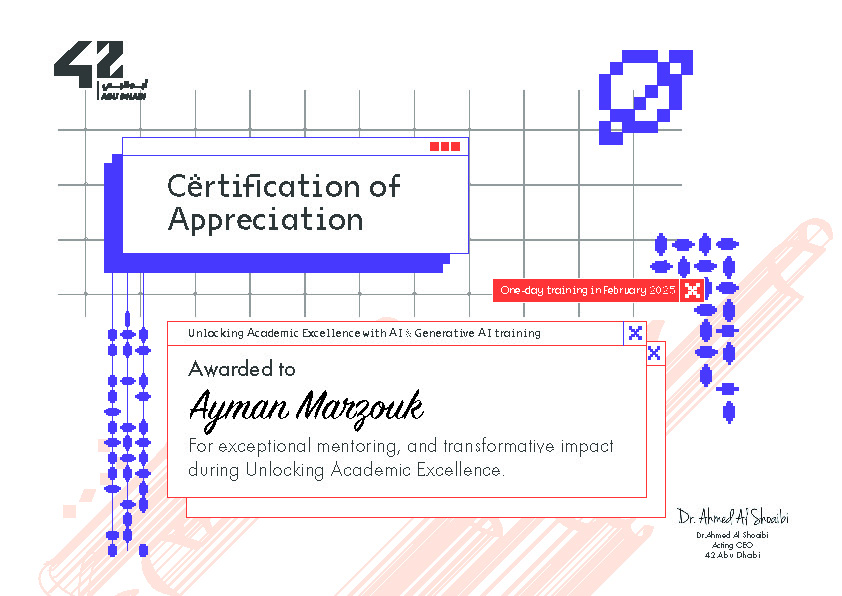 42
أبوظبي
ABU DHABI
Certification of
Appreciation
One-day training in February 2025
Unlocking Academic Excellence with AI & Generative AI training
Awarded to
Ayman Marzouk
For exceptional mentoring, and transformative impact
during Unlocking Academic Excellence.
Dr. Ahmed Al Shoaibi
Dr.Ahmed Al Shoaibi
Acting CEO
42 Abu Dhabi